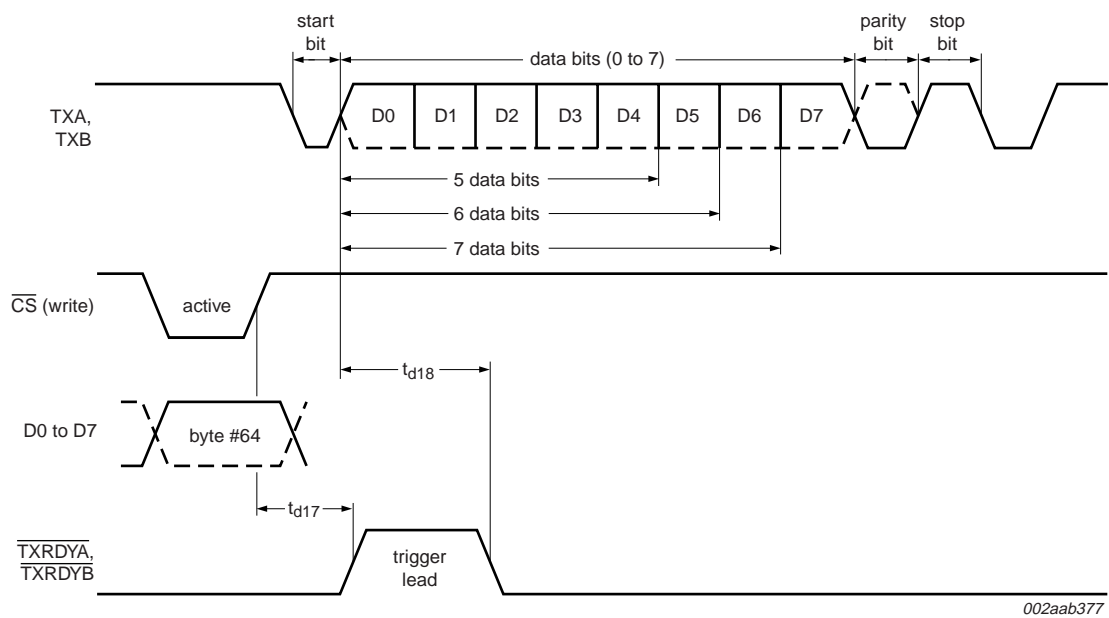 start
bit
data bits (0 to 7)
parity
bit
stop
bit
TXA,
TXB
D0 D1 D2 D3 D4 D5 D6 D7
5 data bits
6 data bits
7 data bits
CS (write)
active
td18
D0 to D7
byte #64
td17
TXRDYA,
TXRDYB
trigger
lead
002aab377